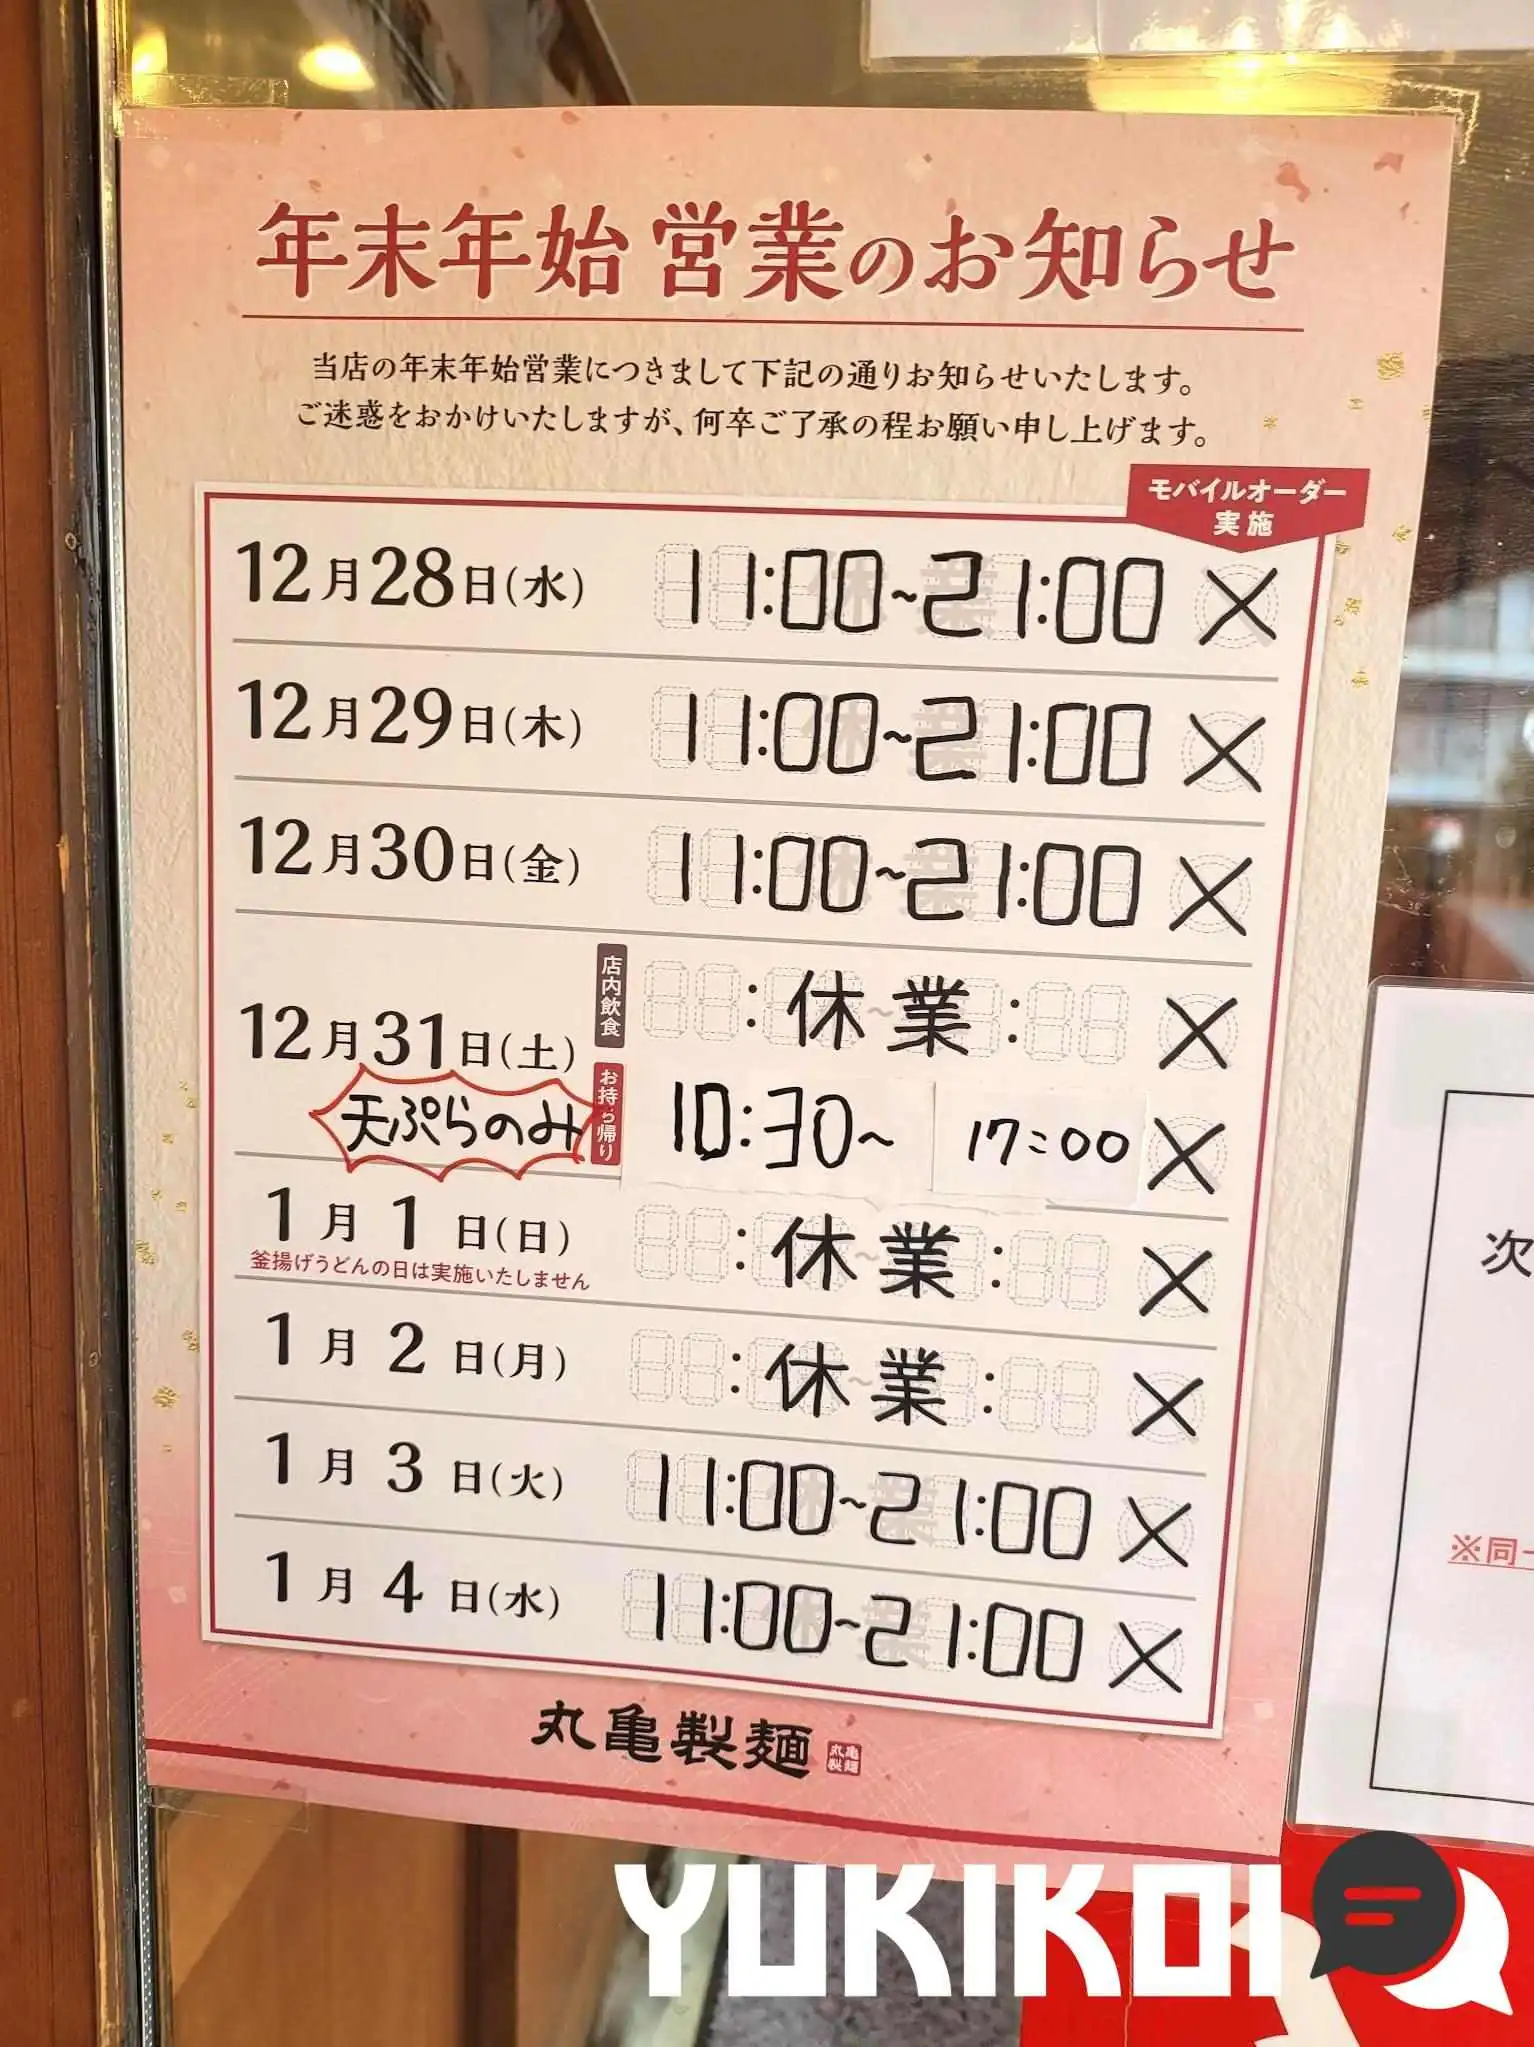 年末年始 営業のお知らせ
当店の年末年始営業につきまして下記の通りお知らせいたします。
ご迷惑をおかけいたしますが、何卒ご了承の程お願い申し上げます。
モバイルオーダー
実施
12月28日(水) 11:00~21:00 ×
12月29日(木) 11:00~21:00 ×
12月30日(金) 11:00~21:00 ×
12月31日(土) 店内飲食 休業 ×
天ぷらのみ お持ち帰り 10:30~ 17:00 ×
1月1日(日) 休業 ×
釜揚げうどんの日は実施いたしません
1月2日(月) 休業 ×
1月3日(火) 11:00~21:00 ×
1月4日(水) 11:00~21:00 ×
丸亀製麺 丸亀製麺
次
※同一
YUKIKOI